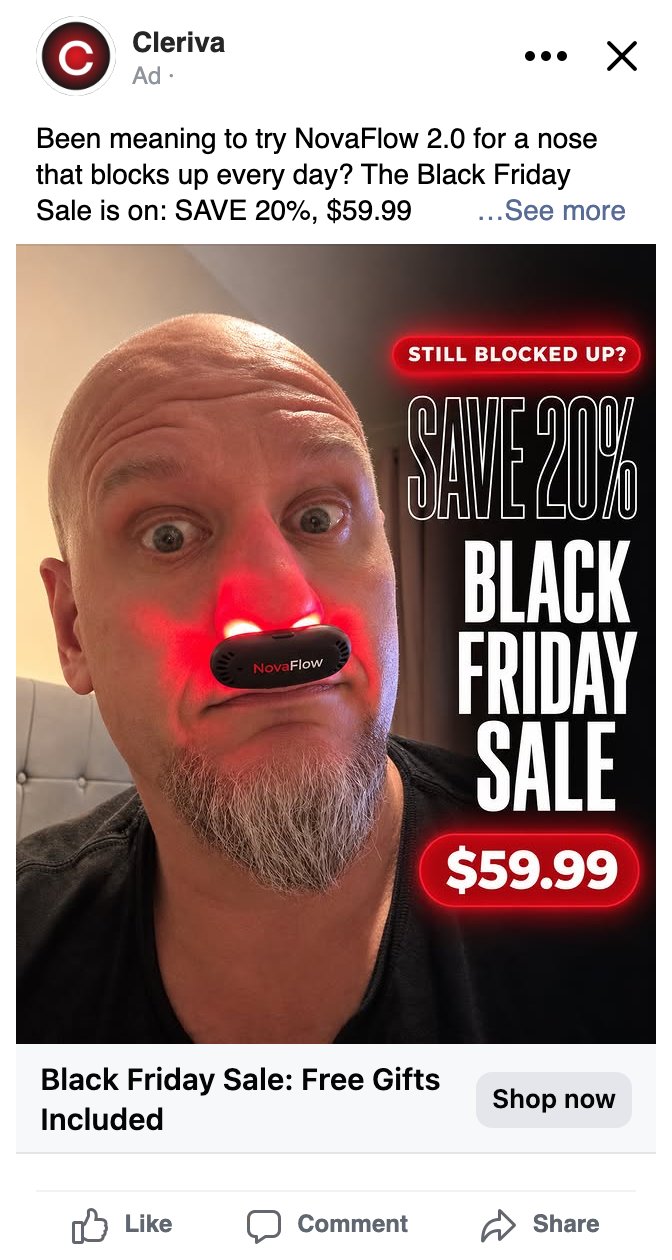 C
Cleriva
Ad ·
Been meaning to try NovaFlow 2.0 for a nose
that blocks up every day? The Black Friday
Sale is on: SAVE 20%, $59.99 ...See more
STILL BLOCKED UP?
SAVE 20%
BLACK
FRIDAY
SALE
$59.99
NovaFlow
Black Friday Sale: Free Gifts
Included
Shop now
Like Comment Share